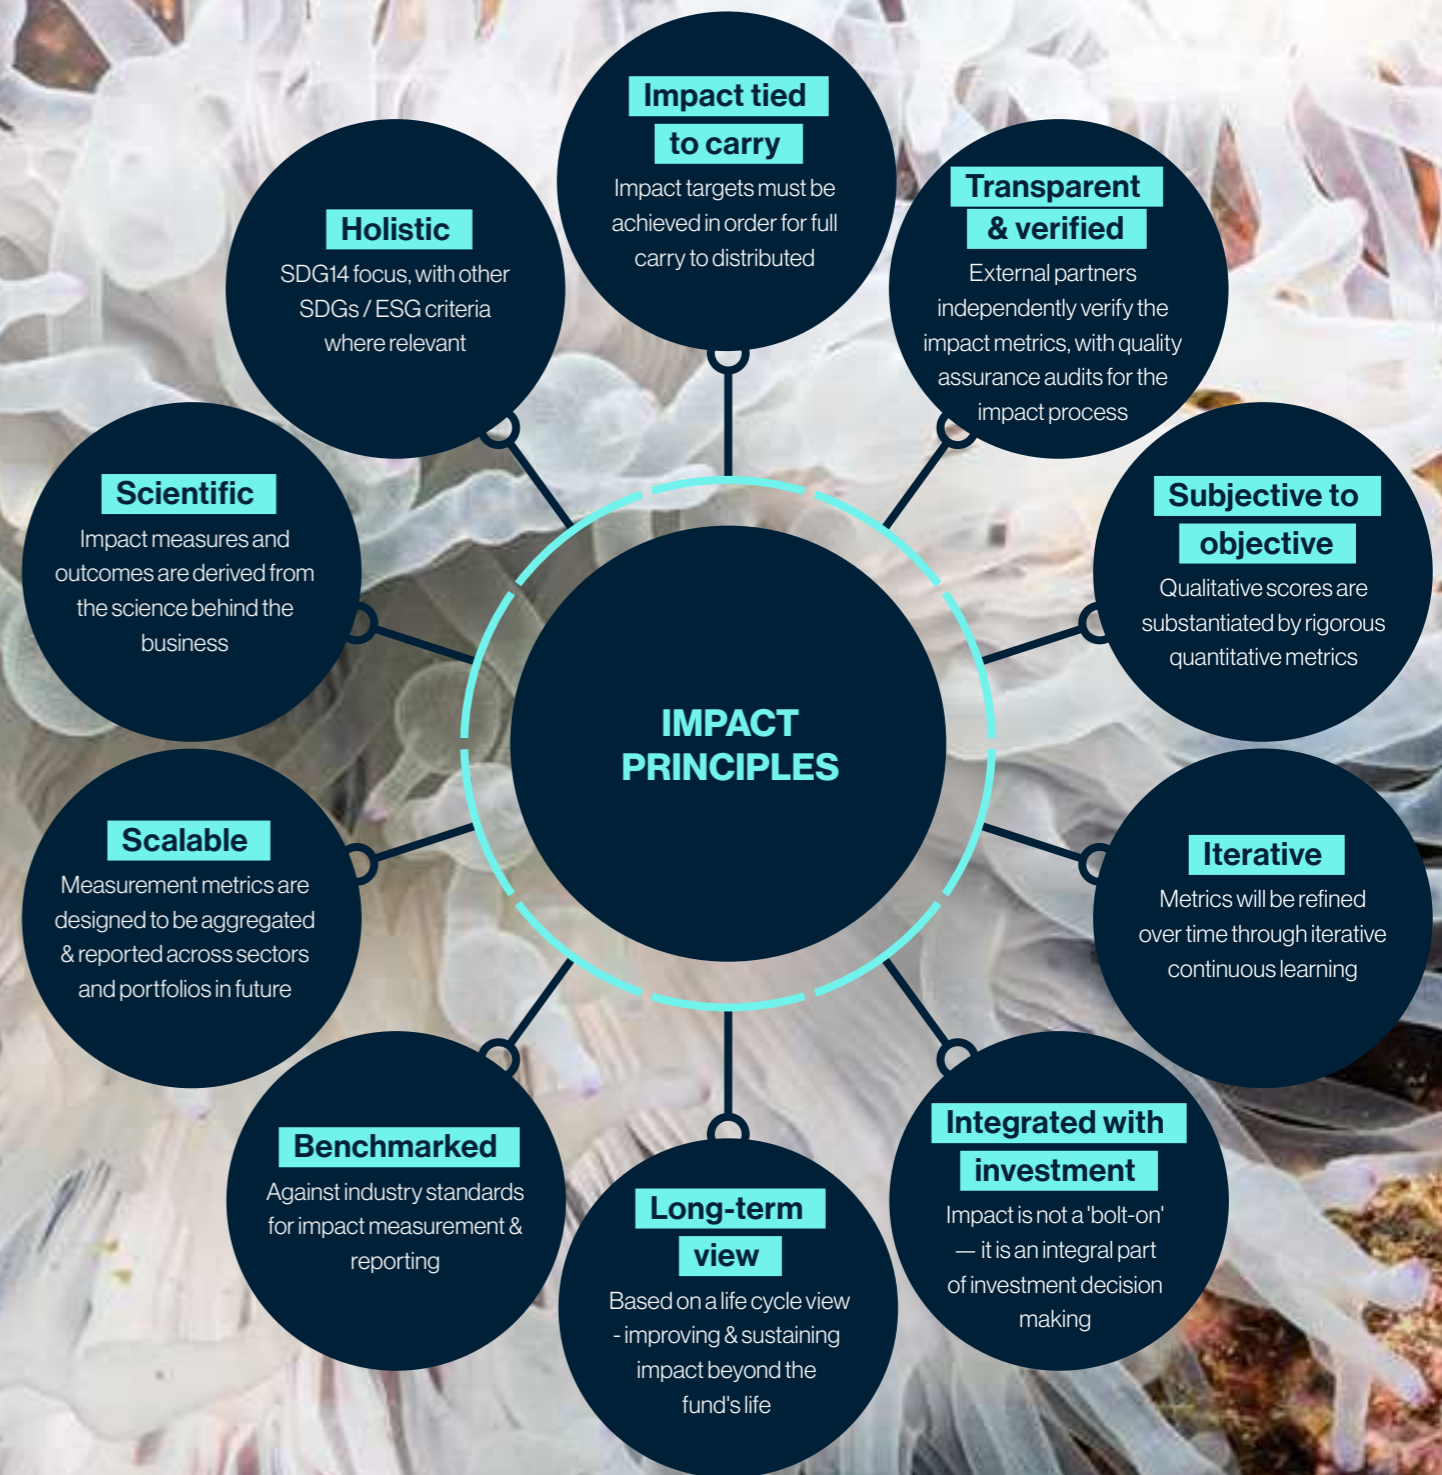 Impact tied
to carry
Impact targets must be
achieved in order for full
carry to distributed
Transparent
& verified
External partners
independently verify the
impact metrics, with quality
assurance audits for the
impact process
Subjective to
objective
Qualitative scores are
substantiated by rigorous
quantitative metrics
Iterative
Metrics will be refined
over time through iterative
continuous learning
Integrated with
investment
Impact is not a 'bolt-on'
— it is an integral part
of investment decision
making
Long-term
view
Based on a life cycle view
- improving & sustaining
impact beyond the
fund's life
Benchmarked
Against industry standards
for impact measurement &
reporting
Scalable
Measurement metrics are
designed to be aggregated
& reported across sectors
and portfolios in future
Scientific
Impact measures and
outcomes are derived from
the science behind the
business
Holistic
SDG14 focus, with other
SDGs / ESG criteria
where relevant
IMPACT
PRINCIPLES